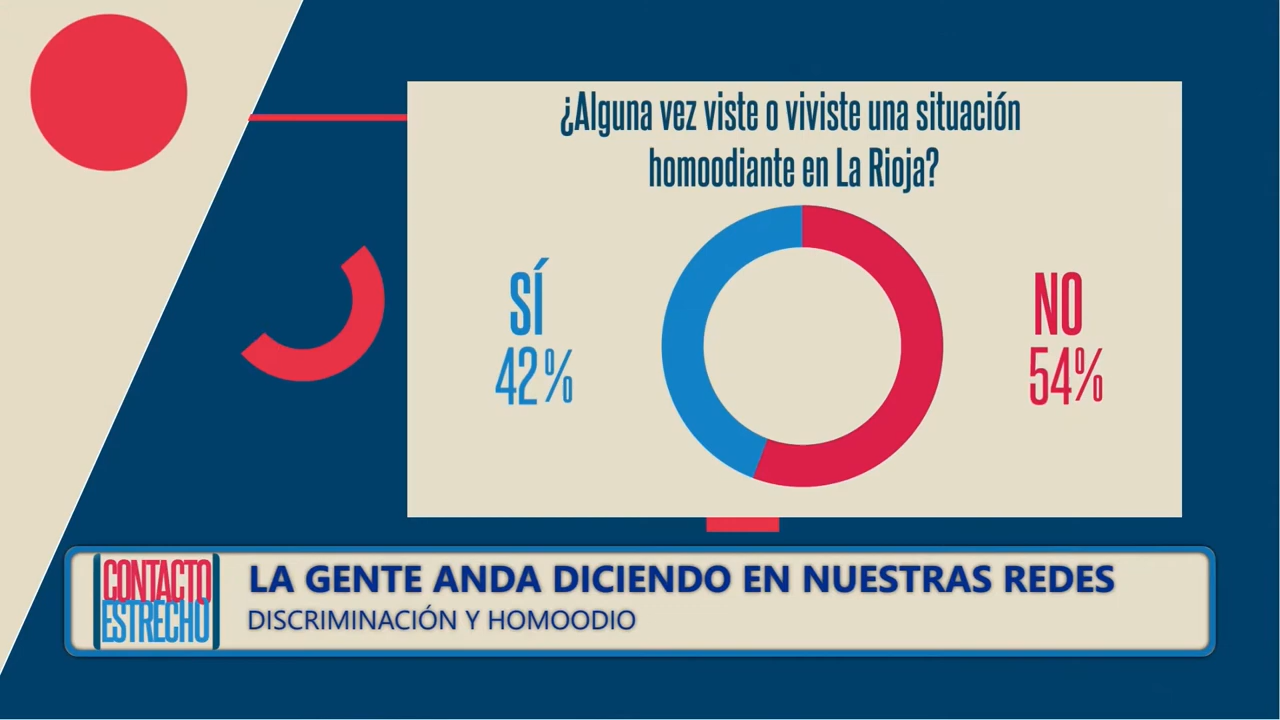 ¿Alguna vez viste o viviste una situación
homoodiante en La Rioja?
SÍ
42%
NO
54%
CONTACTO
ESTRECHO
LA GENTE ANDA DICIENDO EN NUESTRAS REDES
DISCRIMINACIÓN Y HOMOODIO